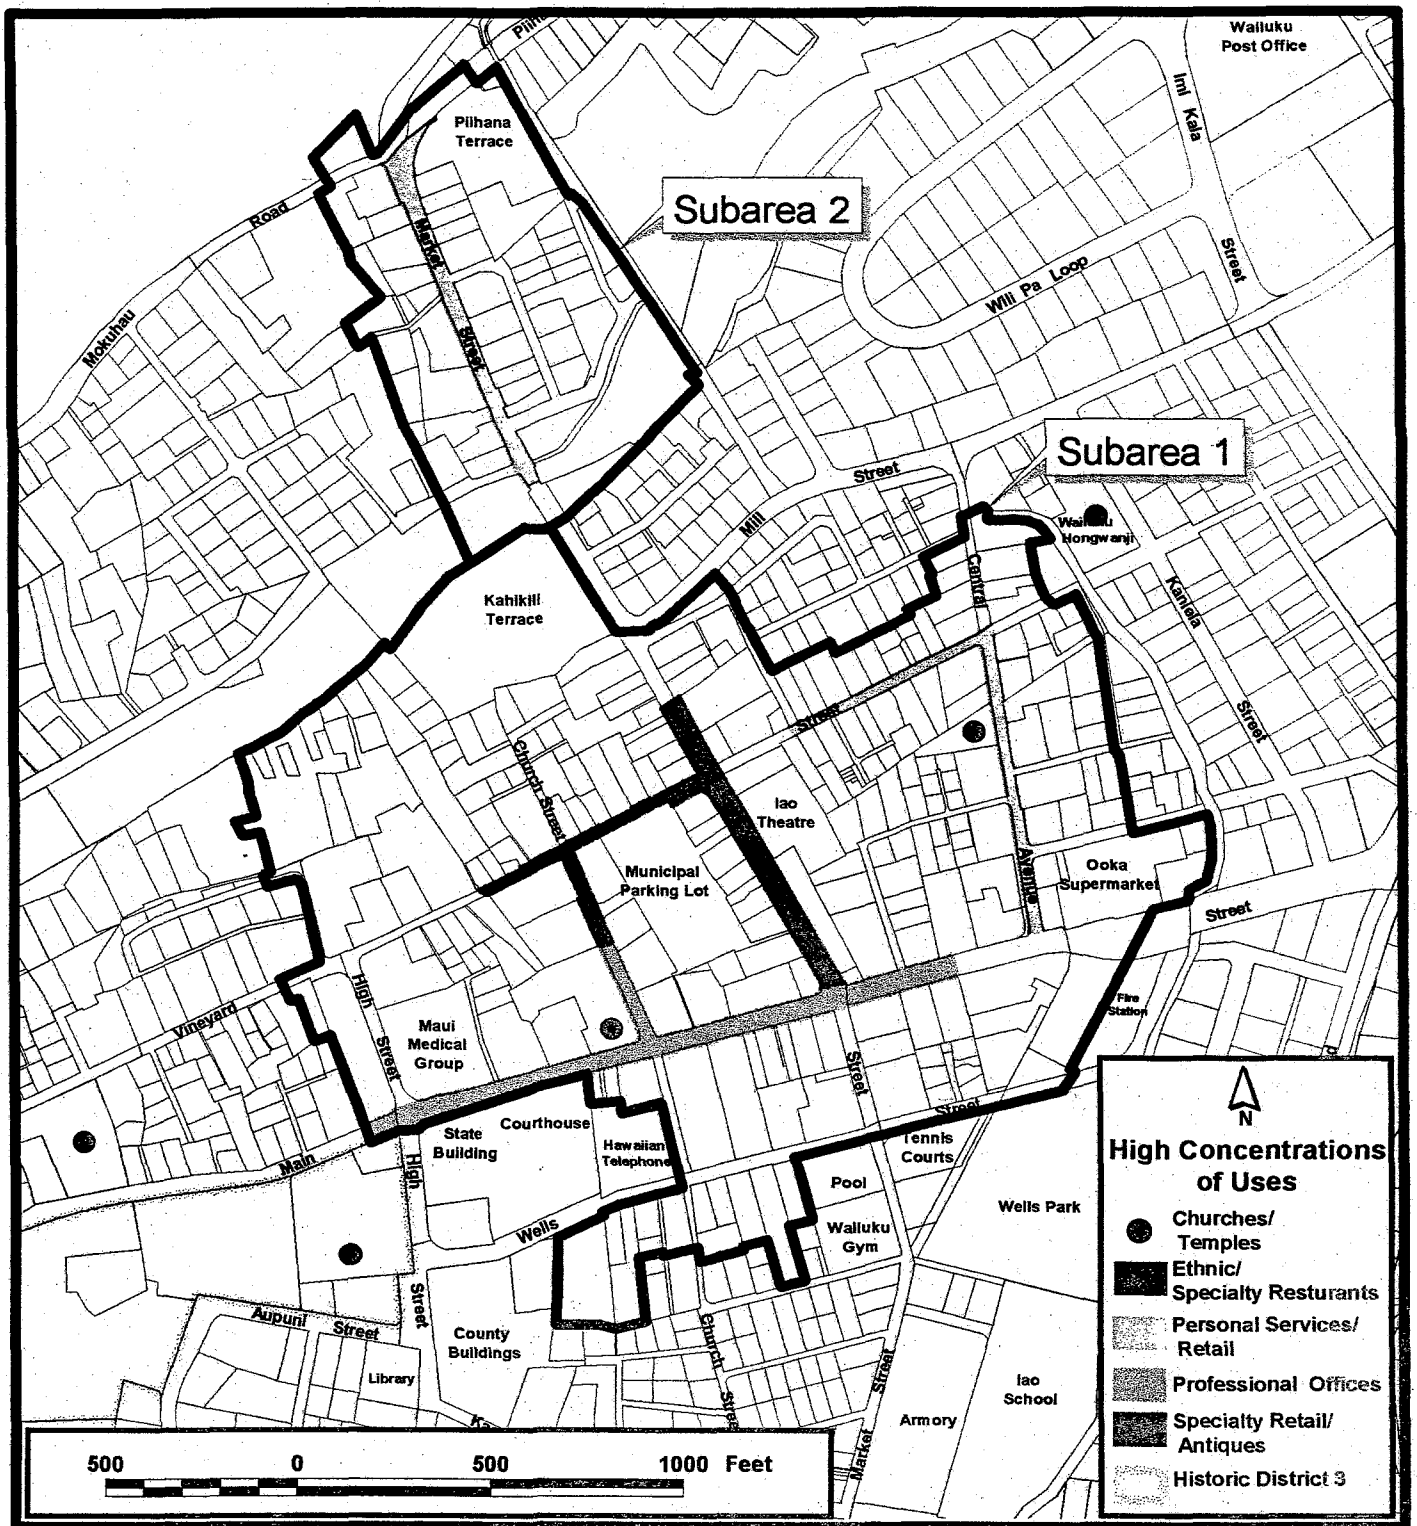 Piih
Wailuku
Post Office
Imi Kala
Street
Piihana
Terrace
Subarea 2
Road
Market
Street
Mokuhau
Wili Pa Loop
Subarea 1
Street
Mill
Wailuku
Hongwanji
Central
Kaniela
Street
Kahikili
Terrace
Street
Church Street
Iao
Theatre
Municipal
Parking Lot
Avenue
Ooka
Supermarket
Street
High
Street
Vineyard
Maui
Medical
Group
Fire
Station
Street
Street
Courthouse
State
Building
Hawaiian
Telephone
Tennis
Courts
Main
High
Pool
Wells Park
Wells
Wailuku
Gym
Street
Aupuni
Street
County
Buildings
Church
Stree
Library
Ka
Street
Market
Armory
Iao
School
N
High Concentrations
of Uses
Churches/
Temples
Ethnic/
Specialty Resturants
Personal Services/
Retail
Professional Offices
Specialty Retail/
Antiques
Historic District 3
500 0 500 1000 Feet